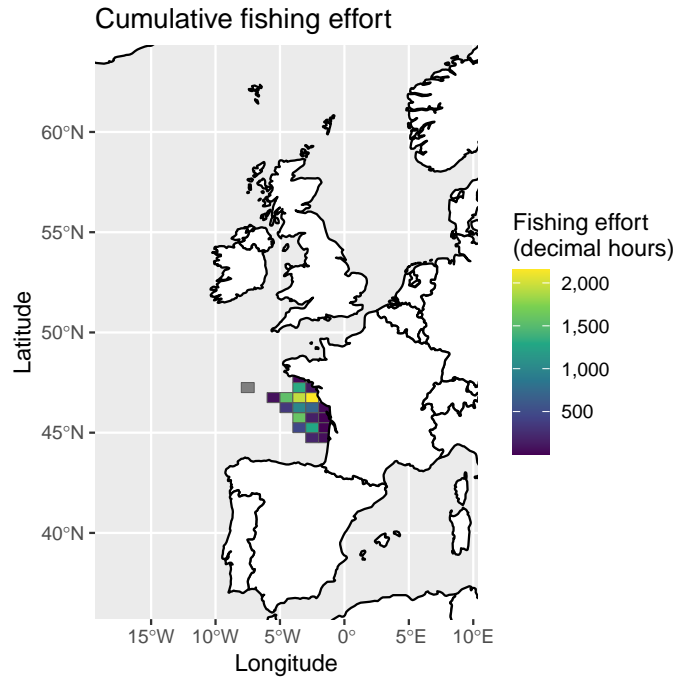 Cumulative fishing effort
60°N
55°N
50°N
45°N
40°N
Latitude
15°W 10°W 5°W 0° 5°E 10°E
Longitude
Fishing effort
(decimal hours)
2,000
1,500
1,000
500